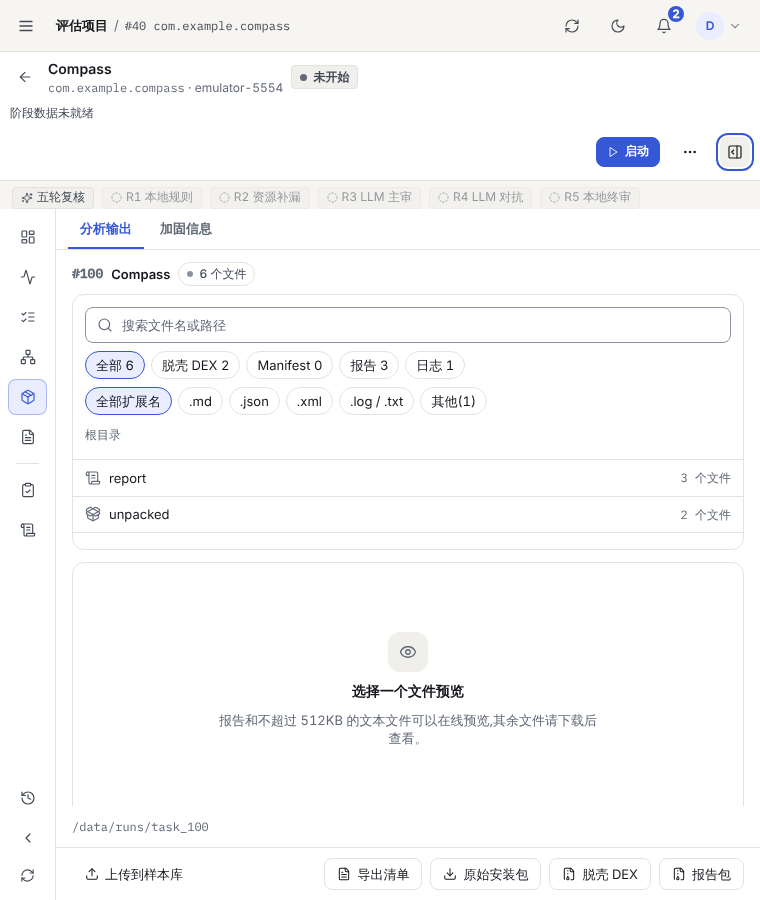 评估项目 / #40 com.example.compass
2
D
Compass
com.example.compass · emulator-5554
未开始
阶段数据未就绪
启动
五轮复核 R1 本地规则 R2 资源补漏 R3 LLM 主审 R4 LLM 对抗 R5 本地终审
分析输出 加固信息
#100 Compass 6 个文件
搜索文件名或路径
全部 6 脱壳 DEX 2 Manifest 0 报告 3 日志 1
全部扩展名 .md .json .xml .log / .txt 其他(1)
根目录
report 3 个文件
unpacked 2 个文件
选择一个文件预览
报告和不超过 512KB 的文本文件可以在线预览,其余文件请下载后
查看。
/data/runs/task_100
上传到样本库 导出清单 原始安装包 脱壳 DEX 报告包